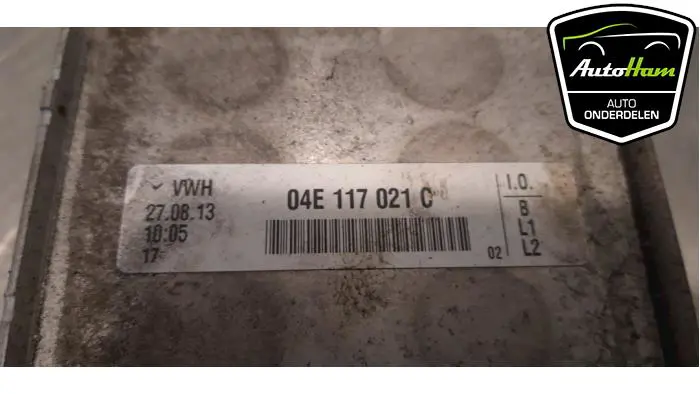 AutoHam
AUTO
ONDERDELEN
VWH
27.08.13
10:05
17
04E 117 021 C
02
I.O.
B
L1
L2